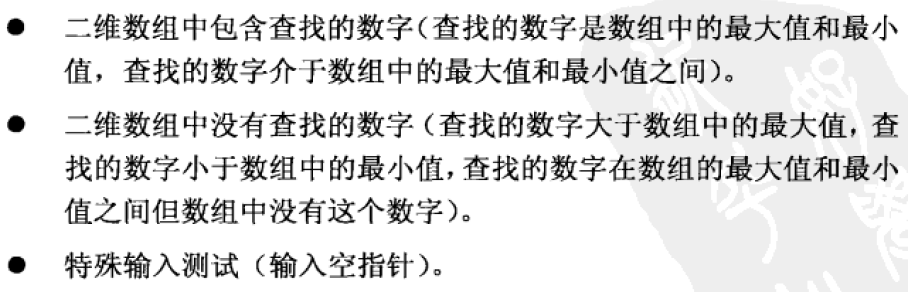 ● 二维数组中包含查找的数字（查找的数字是数组中的最大值和最小
值，查找的数字介于数组中的最大值和最小值之间）。
● 二维数组中没有查找的数字（查找的数字大于数组中的最大值，查
找的数字小于数组中的最小值，查找的数字在数组的最大值和最小
值之间但数组中没有这个数字）。
● 特殊输入测试（输入空指针）。